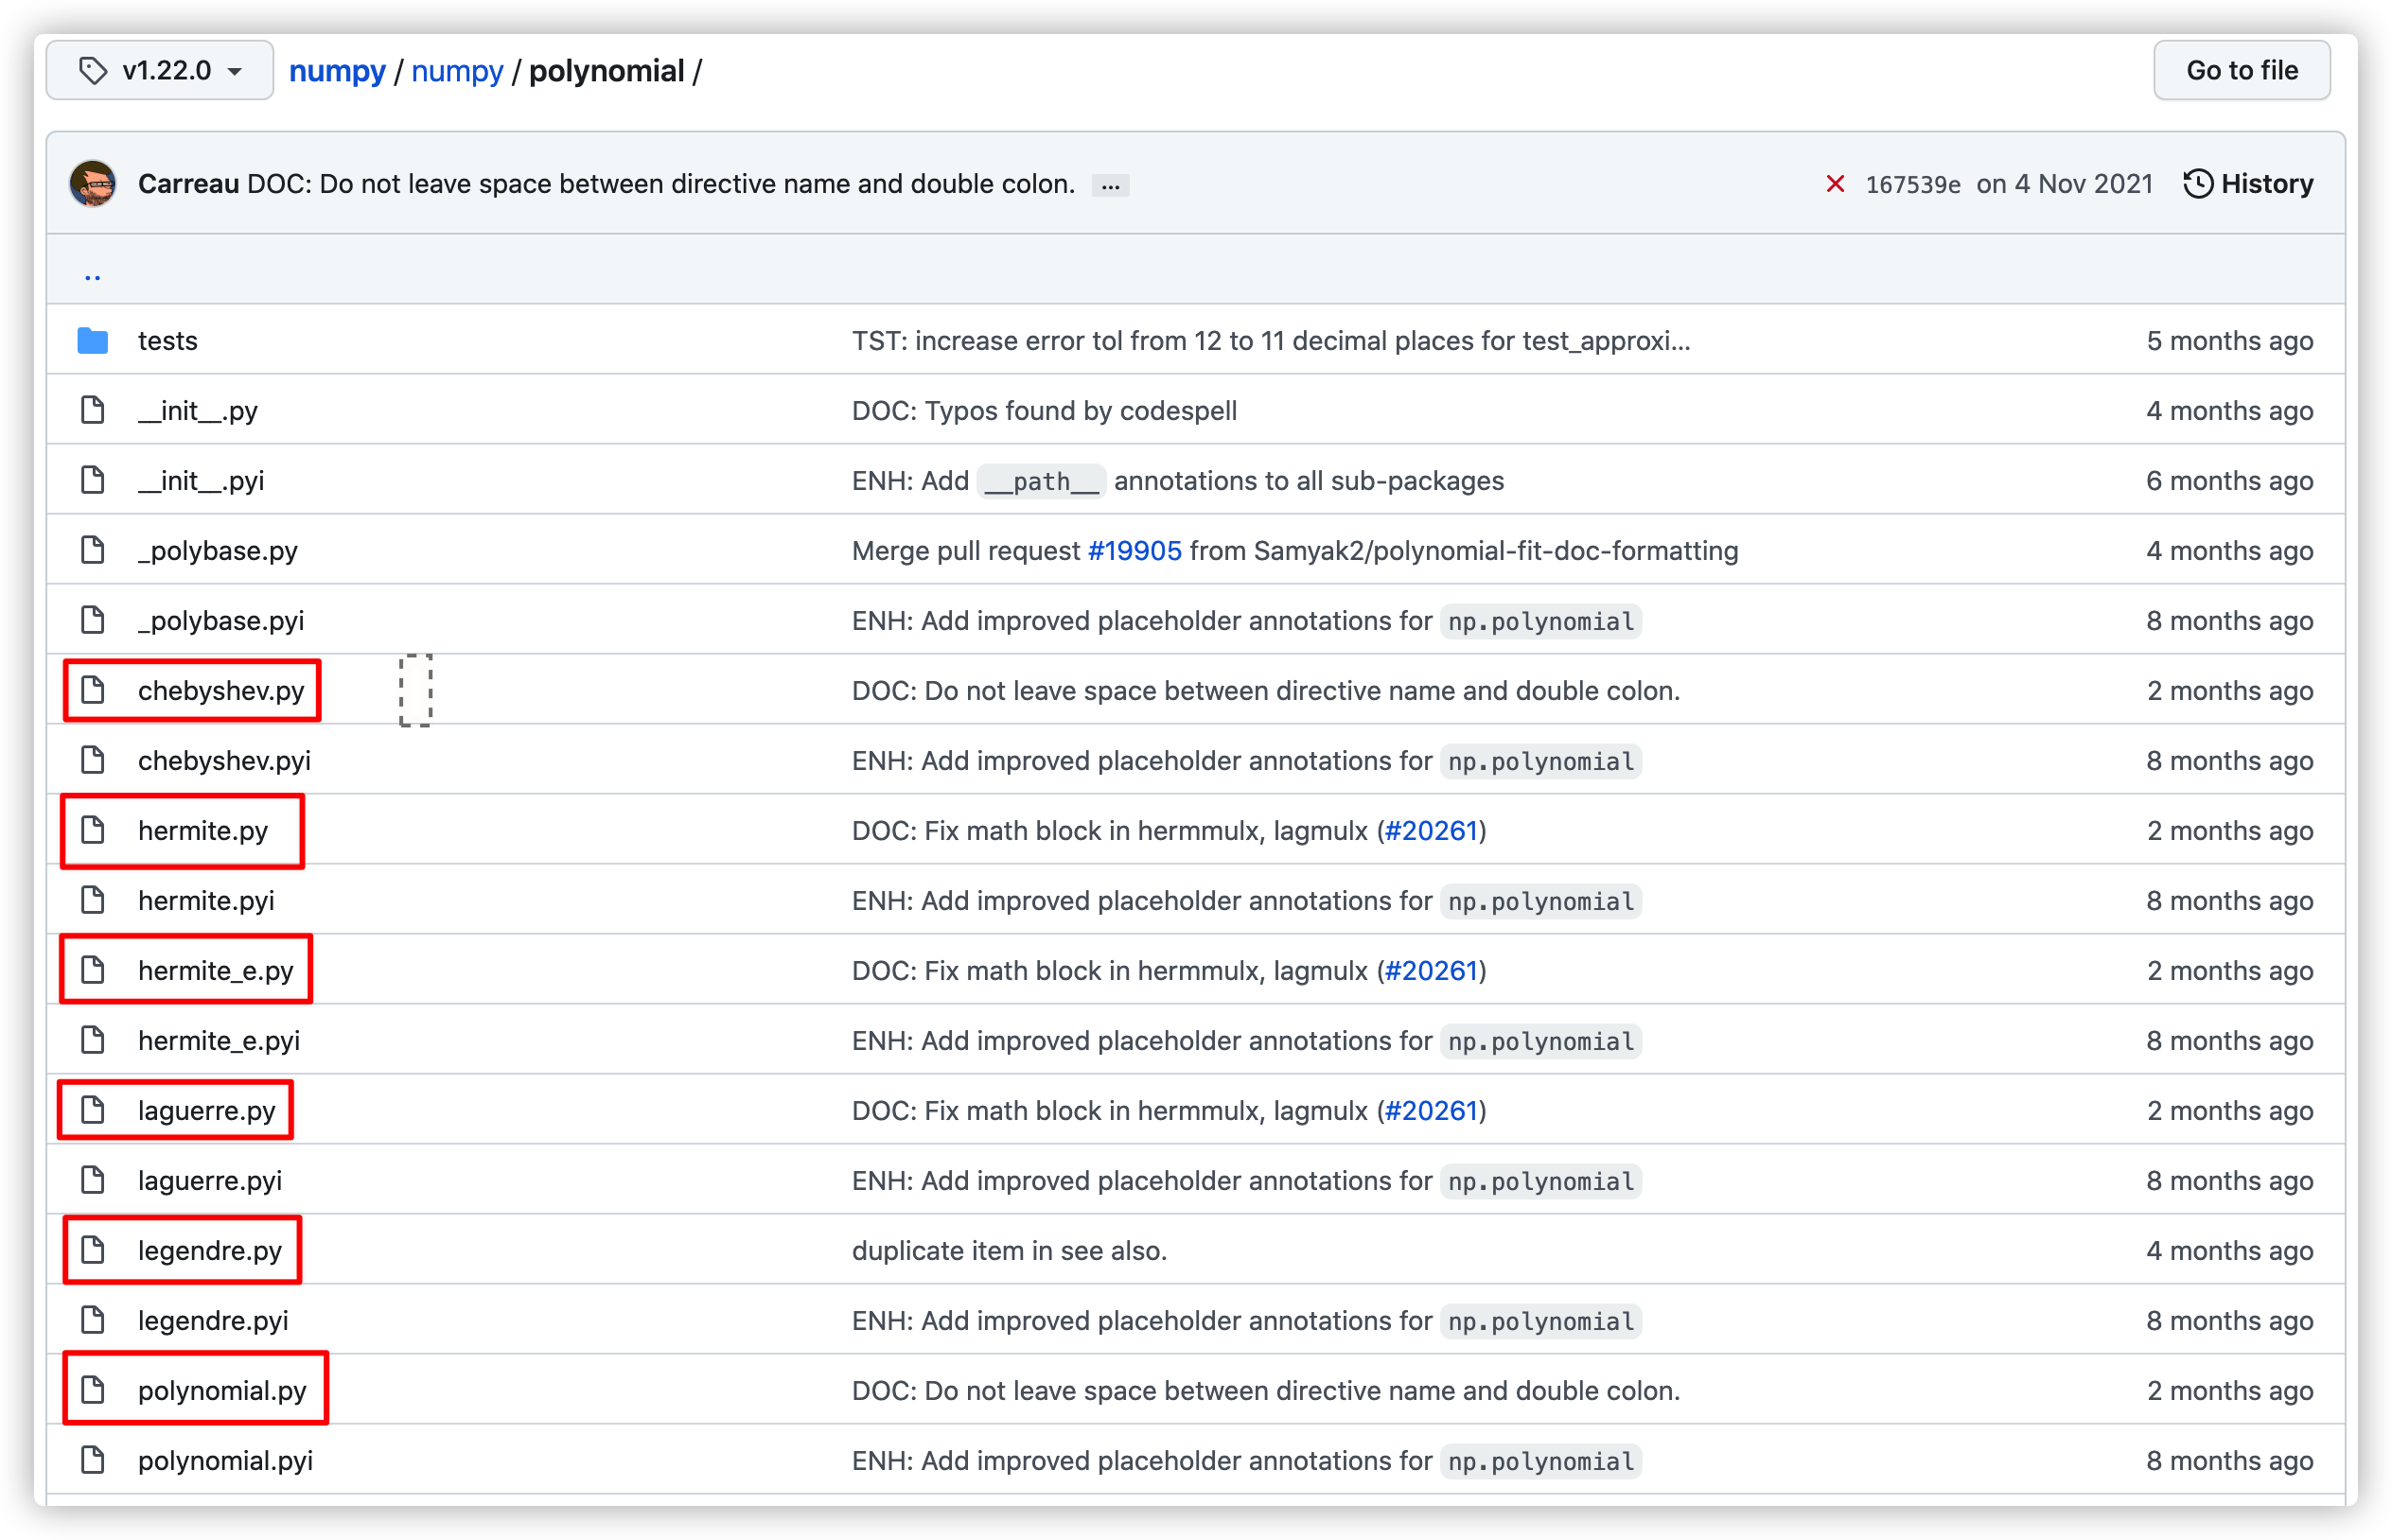 v1.22.0 numpy / numpy / polynomial / Go to file
Carreau DOC: Do not leave space between directive name and double colon. ... 167539e on 4 Nov 2021 History
..
tests TST: increase error tol from 12 to 11 decimal places for test_approxi... 5 months ago
__init__.py DOC: Typos found by codespell 4 months ago
__init__.pyi ENH: Add __path__ annotations to all sub-packages 6 months ago
_polybase.py Merge pull request #19905 from Samyak2/polynomial-fit-doc-formatting 4 months ago
_polybase.pyi ENH: Add improved placeholder annotations for np.polynomial 8 months ago
chebyshev.py DOC: Do not leave space between directive name and double colon. 2 months ago
chebyshev.pyi ENH: Add improved placeholder annotations for np.polynomial 8 months ago
hermite.py DOC: Fix math block in hermmulx, lagmulx (#20261) 2 months ago
hermite.pyi ENH: Add improved placeholder annotations for np.polynomial 8 months ago
hermite_e.py DOC: Fix math block in hermmulx, lagmulx (#20261) 2 months ago
hermite_e.pyi ENH: Add improved placeholder annotations for np.polynomial 8 months ago
laguerre.py DOC: Fix math block in hermmulx, lagmulx (#20261) 2 months ago
laguerre.pyi ENH: Add improved placeholder annotations for np.polynomial 8 months ago
legendre.py duplicate item in see also. 4 months ago
legendre.pyi ENH: Add improved placeholder annotations for np.polynomial 8 months ago
polynomial.py DOC: Do not leave space between directive name and double colon. 2 months ago
polynomial.pyi ENH: Add improved placeholder annotations for np.polynomial 8 months ago